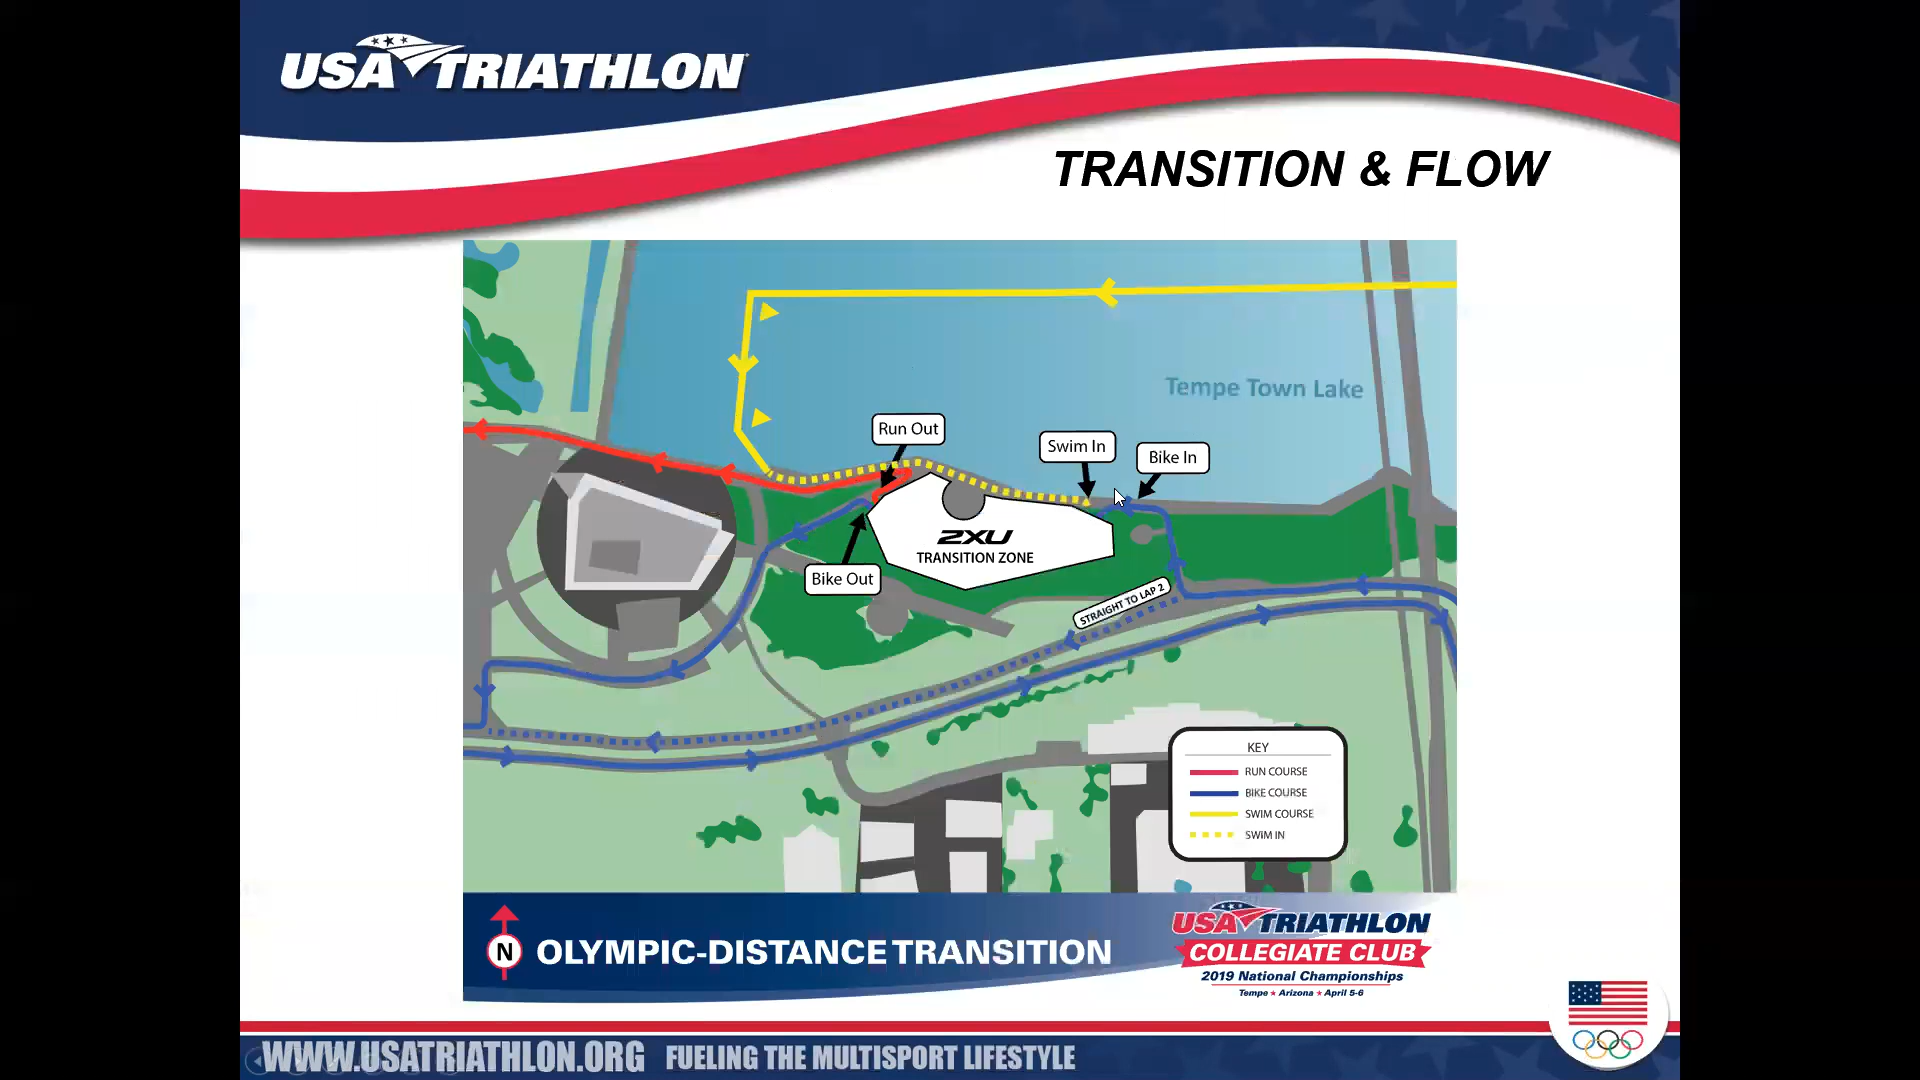 USA TRIATHLON
TRANSITION & FLOW
Tempe Town Lake
Run Out
Swim In
Bike In
2XU
TRANSITION ZONE
Bike Out
STRAIGHT TO LAP 2
KEY
RUN COURSE
BIKE COURSE
SWIM COURSE
SWIM IN
N
OLYMPIC-DISTANCE TRANSITION
USA TRIATHLON
COLLEGIATE CLUB
2019 National Championships
Tempe ★ Arizona ★ April 5-6
WWW.USATRIATHLON.ORG FUELING THE MULTISPORT LIFESTYLE